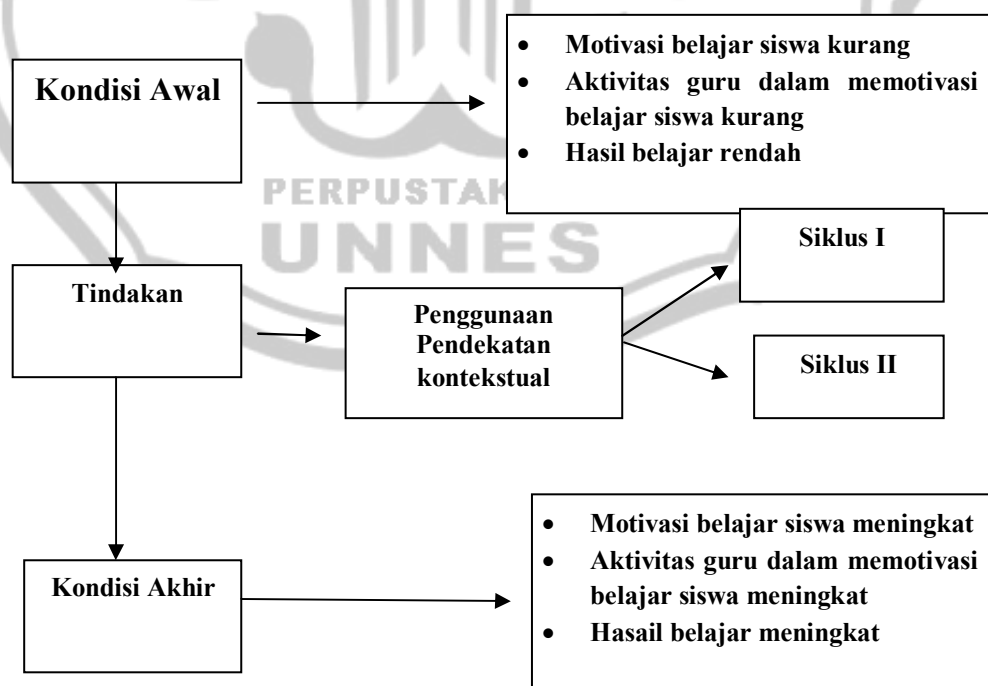 Kondisi Awal
• Motivasi belajar siswa kurang
• Aktivitas guru dalam memotivasi
belajar siswa kurang
• Hasil belajar rendah
PERPUSTAK
UNNES
Siklus I
Tindakan
Penggunaan
Pendekatan
kontekstual
Siklus II
Kondisi Akhir
• Motivasi belajar siswa meningkat
• Aktivitas guru dalam memotivasi
belajar siswa meningkat
• Hasail belajar meningkat